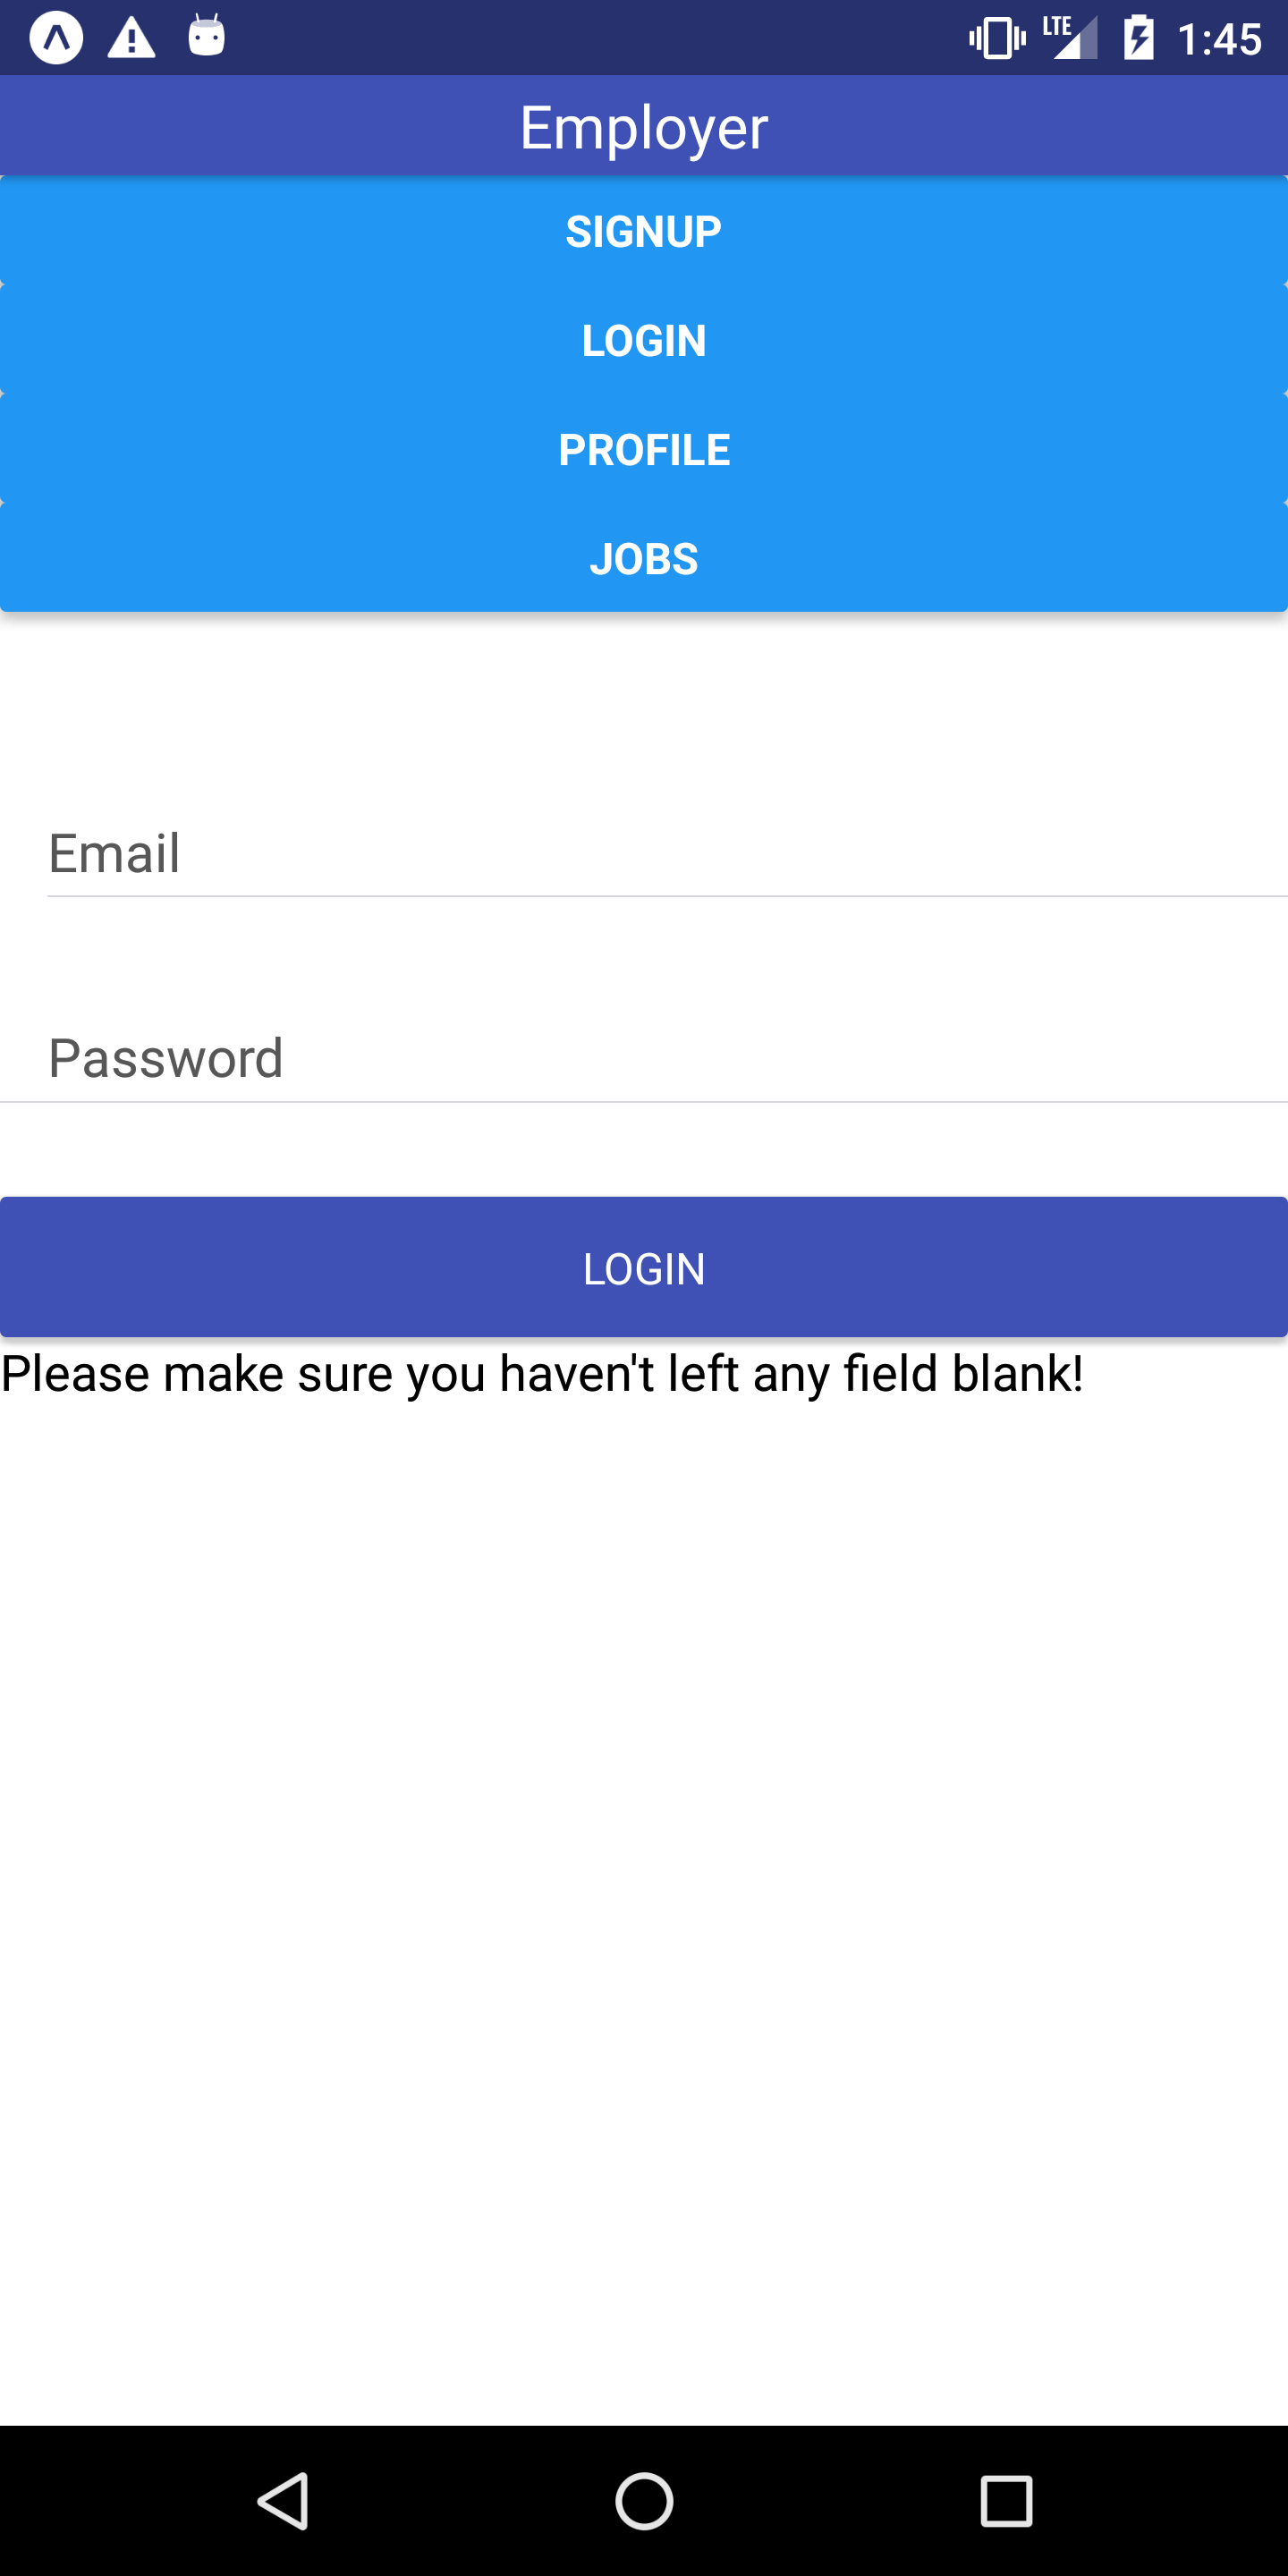 LTE 1:45
Employer
SIGNUP
LOGIN
PROFILE
JOBS
Email
Password
LOGIN
Please make sure you haven't left any field blank!